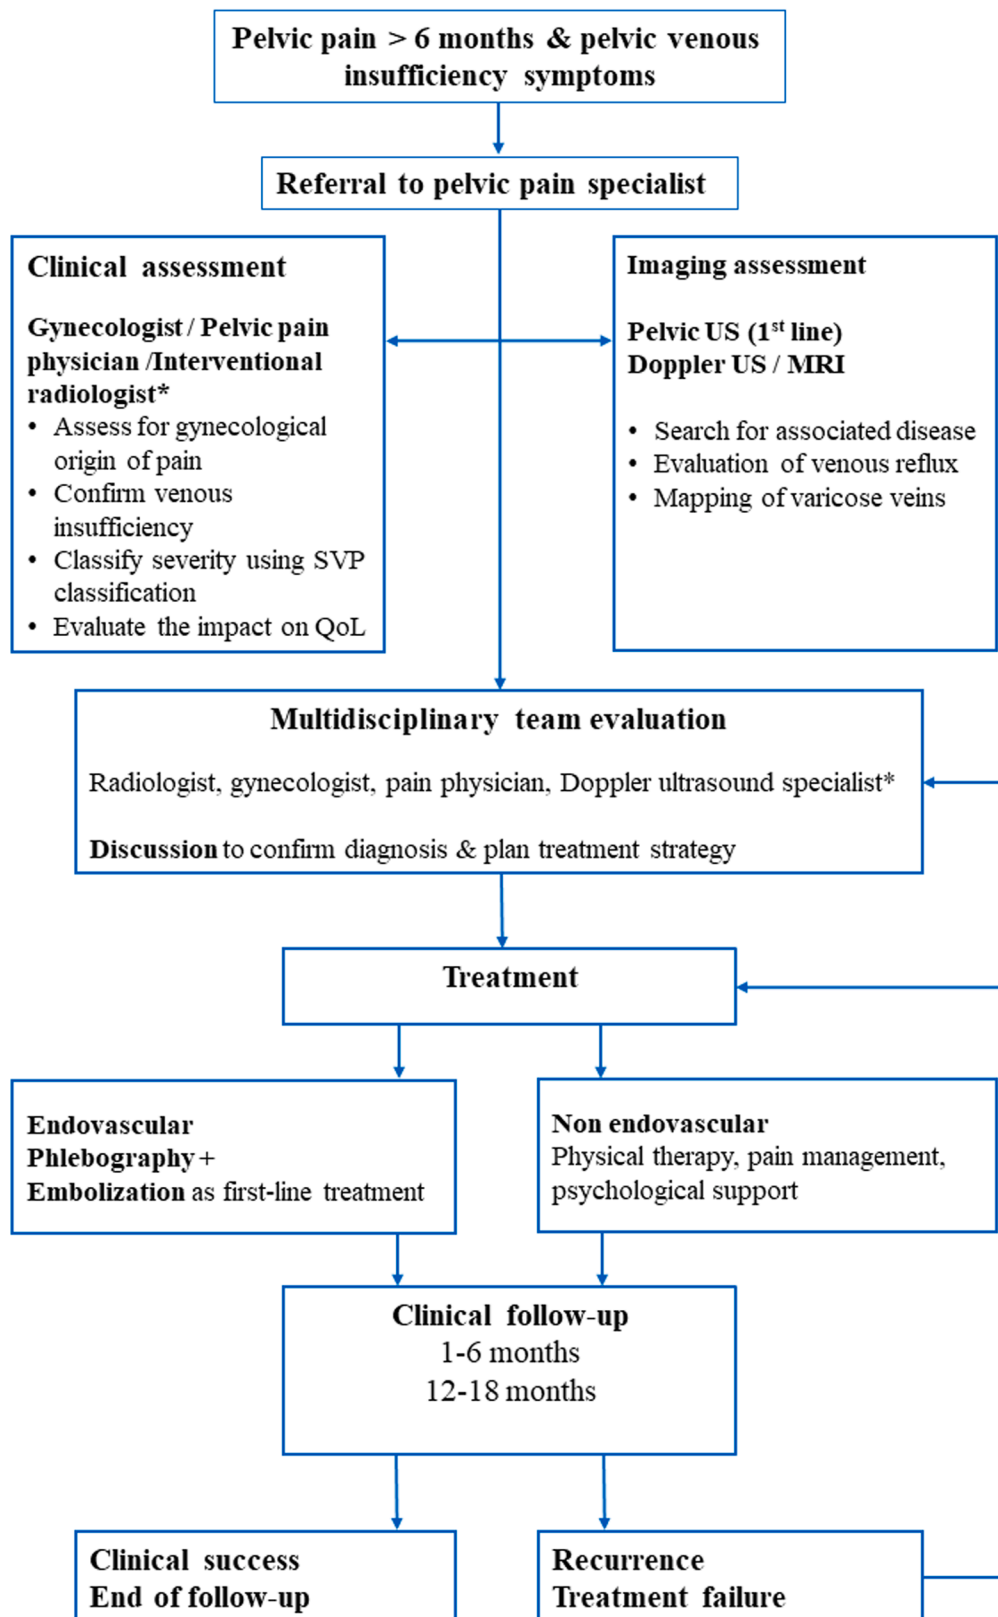 Pelvic pain > 6 months & pelvic venous
insufficiency symptoms
Referral to pelvic pain specialist
Clinical assessment
Gynecologist / Pelvic pain
physician /Interventional
radiologist*
• Assess for gynecological
origin of pain
• Confirm venous
insufficiency
• Classify severity using SVP
classification
• Evaluate the impact on QoL
Imaging assessment
Pelvic US (1st line)
Doppler US / MRI
• Search for associated disease
• Evaluation of venous reflux
• Mapping of varicose veins
Multidisciplinary team evaluation
Radiologist, gynecologist, pain physician, Doppler ultrasound specialist*
Discussion to confirm diagnosis & plan treatment strategy
Treatment
Endovascular
Phlebography +
Embolization as first-line treatment
Non endovascular
Physical therapy, pain management,
psychological support
Clinical follow-up
1-6 months
12-18 months
Clinical success
End of follow-up
Recurrence
Treatment failure